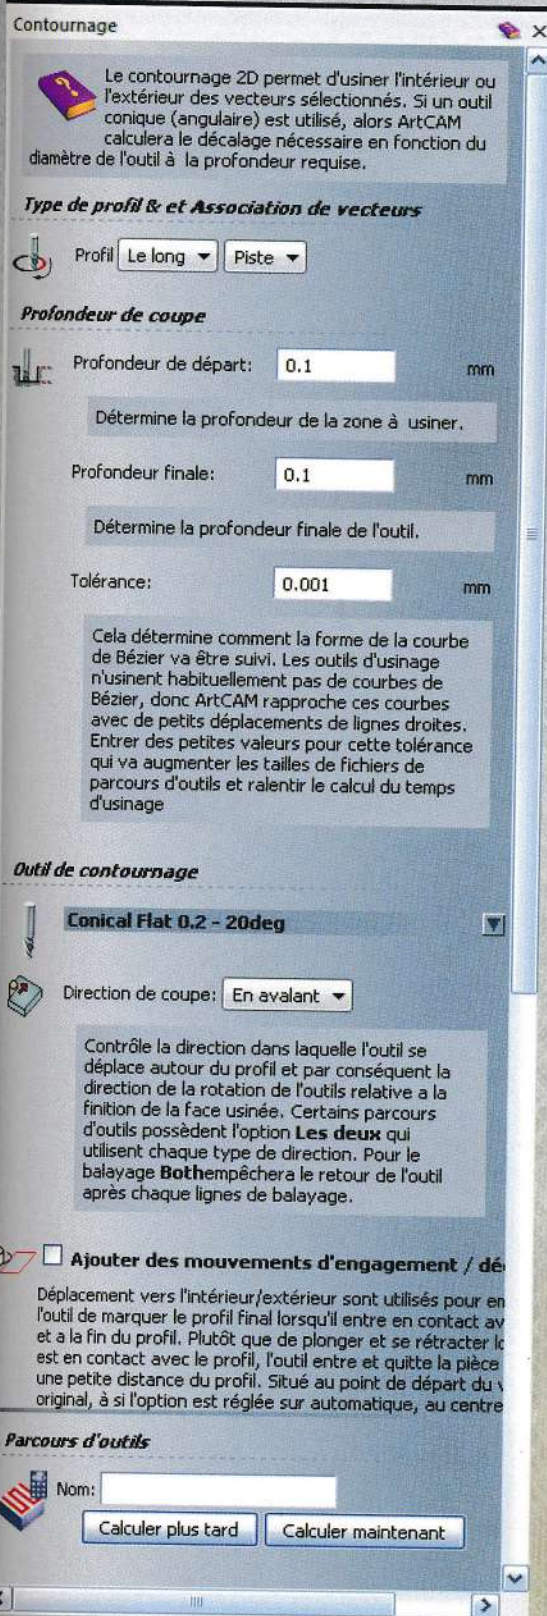 Contournage
Le contournage 2D permet d'usiner l'intérieur ou
l'extérieur des vecteurs sélectionnés. Si un outil
conique (angulaire) est utilisé, alors ArtCAM
calculera le décalage nécessaire en fonction du
diamètre de l'outil à la profondeur requise.
Type de profil & et Association de vecteurs
Profil Le long Piste
Profondeur de coupe
Profondeur de départ: 0.1 mm
Détermine la profondeur de la zone à usiner.
Profondeur finale: 0.1 mm
Détermine la profondeur finale de l'outil.
Tolérance: 0.001 mm
Cela détermine comment la forme de la courbe
de Bézier va être suivi. Les outils d'usinage
n'usinent habituellement pas de courbes de
Bézier, donc ArtCAM rapproche ces courbes
avec de petits déplacements de lignes droites.
Entrer des petites valeurs pour cette tolérance
qui va augmenter les tailles de fichiers de
parcours d'outils et ralentir le calcul du temps
d'usinage
Outil de contournage
Conical Flat 0.2 - 20deg
Direction de coupe: En avalant
Contrôle la direction dans laquelle l'outil se
déplace autour du profil et par conséquent la
direction de la rotation de l'outils relative a la
finition de la face usinée. Certains parcours
d'outils possèdent l'option Les deux qui
utilisent chaque type de direction. Pour le
balayage Bothempêchera le retour de l'outil
après chaque lignes de balayage.
Ajouter des mouvements d'engagement / dé
Déplacement vers l'intérieur/extérieur sont utilisés pour em
l'outil de marquer le profil final lorsqu'il entre en contact av
et a la fin du profil. Plutôt que de plonger et se rétracter lo
est en contact avec le profil, l'outil entre et quitte la pièce
une petite distance du profil. Situé au point de départ du v
original, à si l'option est réglée sur automatique, au centre
Parcours d'outils
Nom:
Calculer plus tard Calculer maintenant